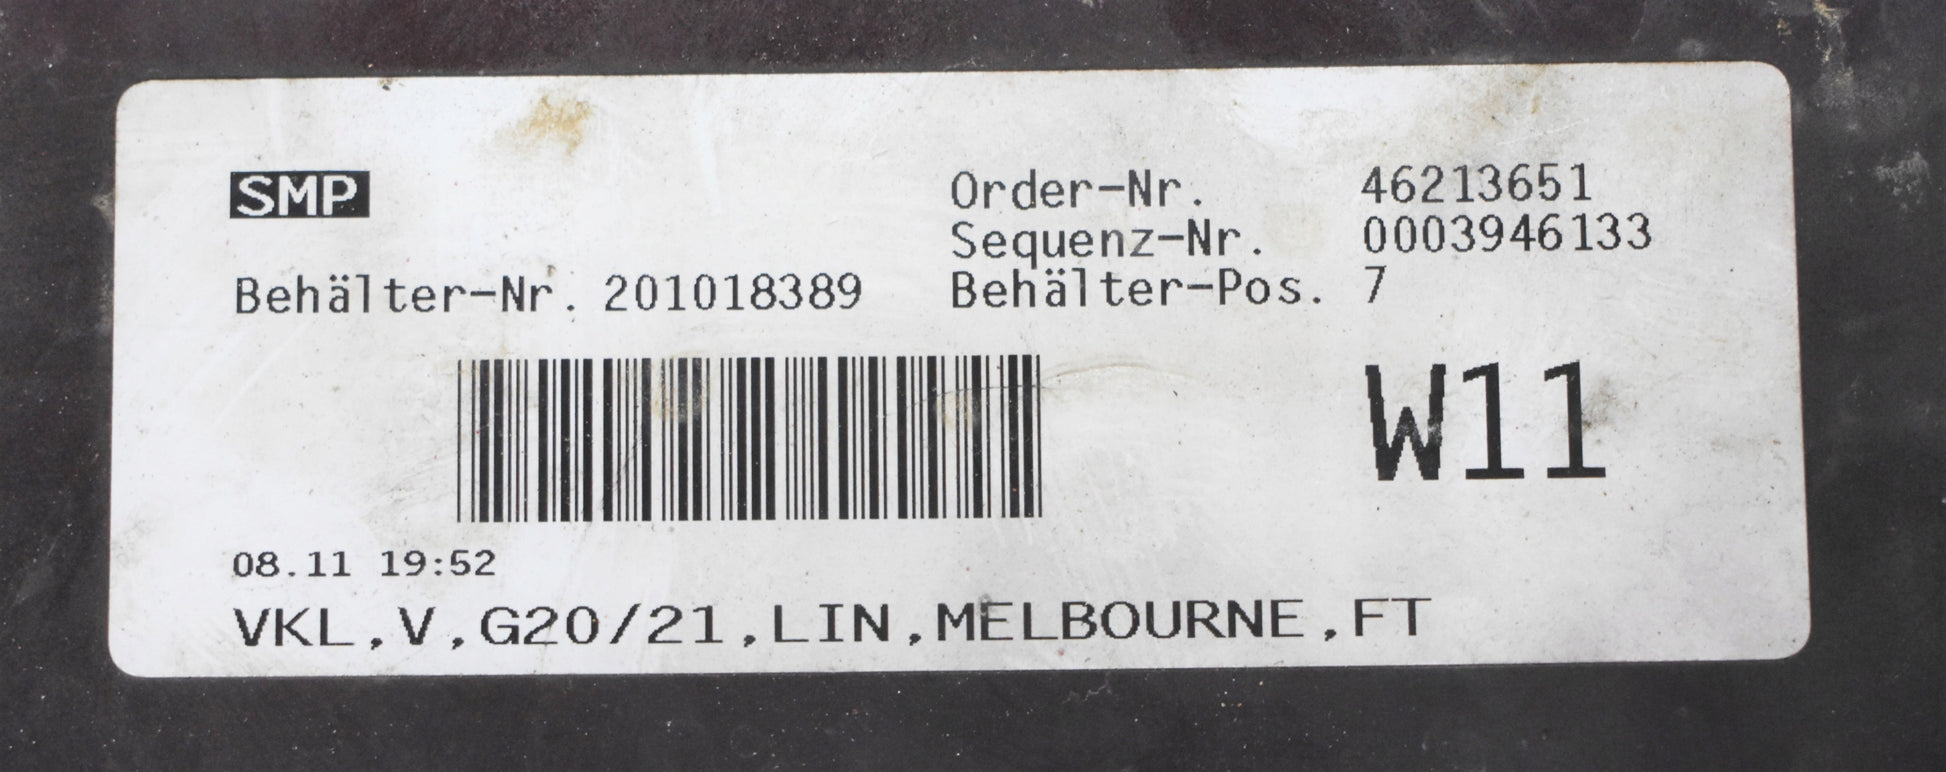 SMP
Order-Nr. 46213651
Sequenz-Nr. 0003946133
Behälter-Nr. 201018389 Behälter-Pos. 7
W11
08.11 19:52
VKL,V,G20/21,LIN,MELBOURNE,FT